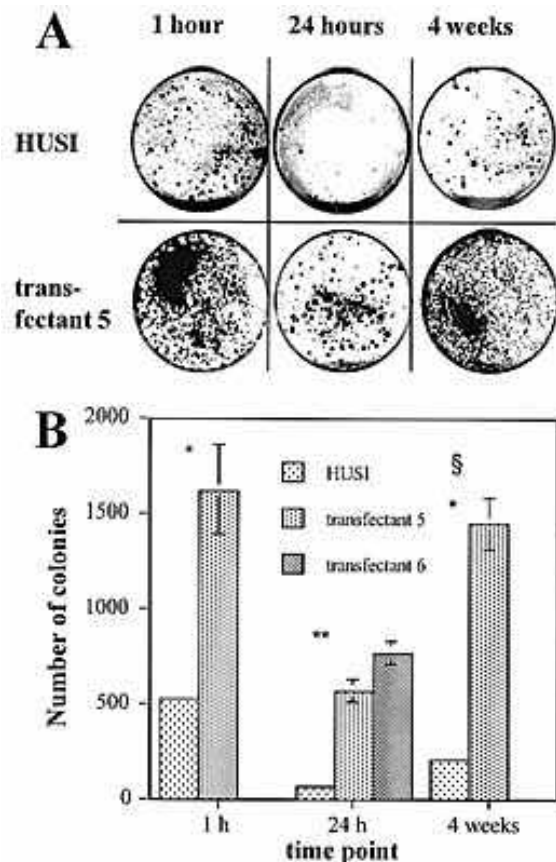 A
1 hour 24 hours 4 weeks
HUSI
trans-
fectant 5
B
2000
1500
1000
500
0
Number of colonies
*
HUSI
transfectant 5
transfectant 6
**
§
*
1 h 24 h 4 weeks
time point